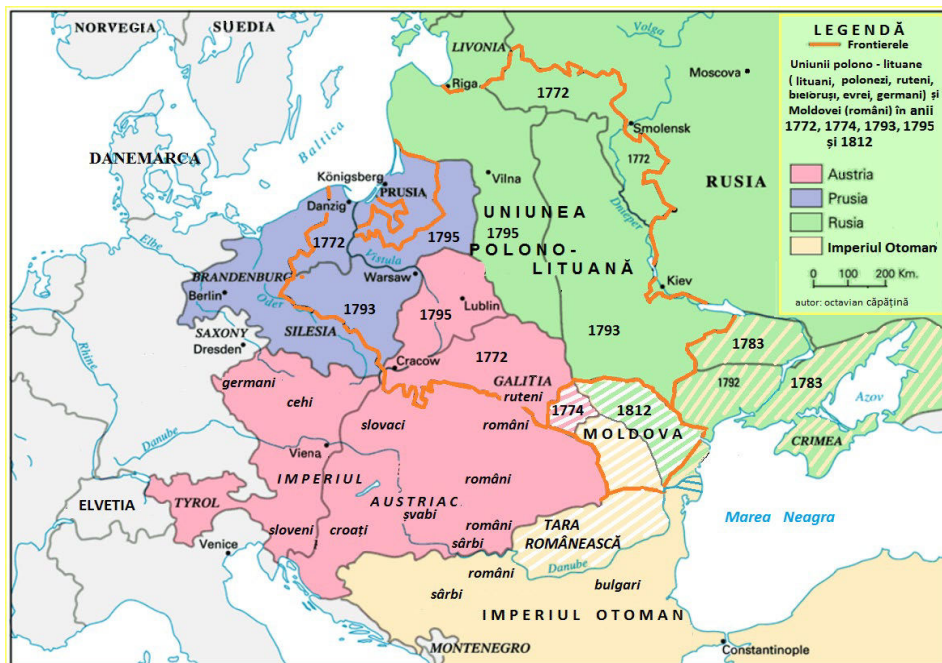 NORVEGIA
SUEDIA
LIVONIA
Volga
Riga
1772
Moscova
Smolensk
1772
DANEMARCA
Baltica
Königsberg
PRUSIA
Danzig
Vilna
RUSIA
Dnieper
UNIUNEA
1795
POLONO-
LITUANĂ
1772
1795
Vistula
Elbe
BRANDENBURG
Warsaw
Berlin
Oder
1793
Lublin
1795
Kiev
SAXONY
SILESIA
Dresden
1793
1783
Rhine
Cracow
1772
GALIȚIA
ruteni
1792
1783
Azov
germani
cehi
1774
1812
slovaci
români
MOLDOVA
CRIMEA
Danube
Viena
IMPERIUL
români
ELVETIA
TYROL
AUSTRIAC
șvabi
sloveni
croați
români
sârbi
TARA
ROMÂNEASCĂ
Marea Neagra
Venice
Danube
români
bulgari
sârbi
IMPERIUL OTOMAN
MONTENEGRO
Constantinople
LEGENDĂ
Frontierele
Uniunii polono - lituane
( lituani, polonezi, ruteni,
bieloruși, evrei, germani) și
Moldovei (români) în anii
1772, 1774, 1793, 1795
și 1812
Austria
Prusia
Rusia
Imperiul Otoman
0 100 200 Km.
autor: octavian căpățină